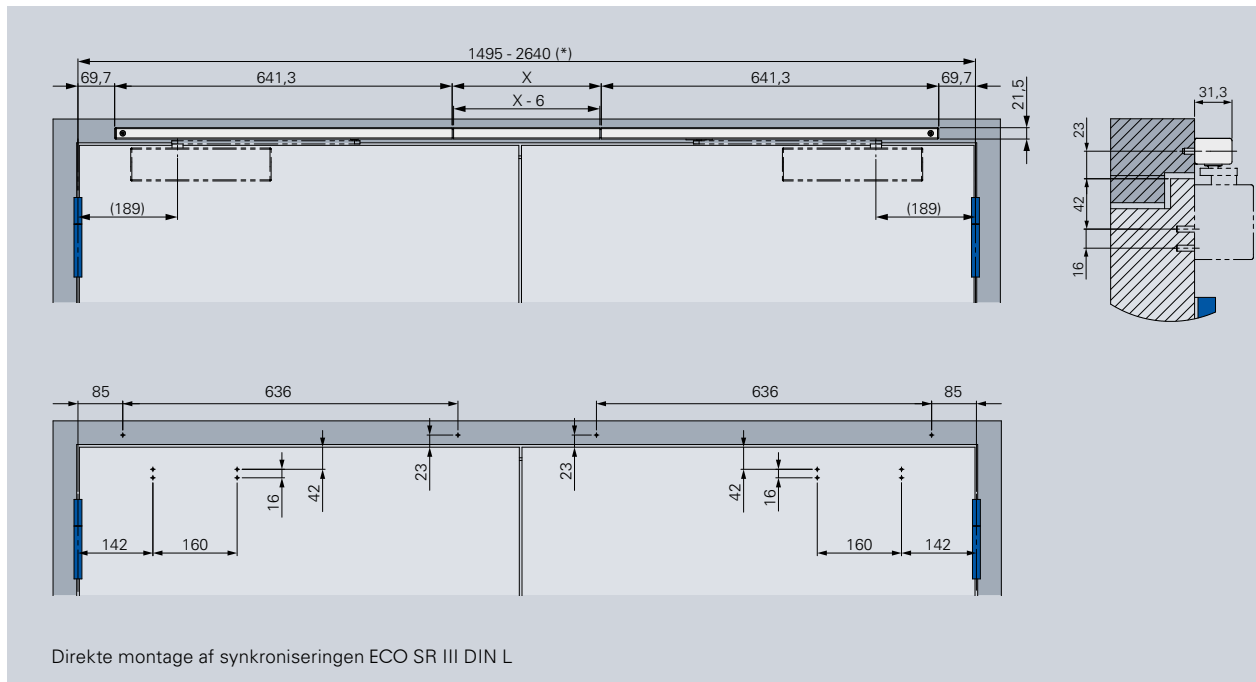 1495 - 2640 (*)
69,7 641,3 X 641,3 69,7
X - 6
21,5
31,3
23
42
16
(189) (189)
85 636 636 85
23 23
42 42
16 16
142 160 160 142
Direkte montage af synkroniseringen ECO SR III DIN L